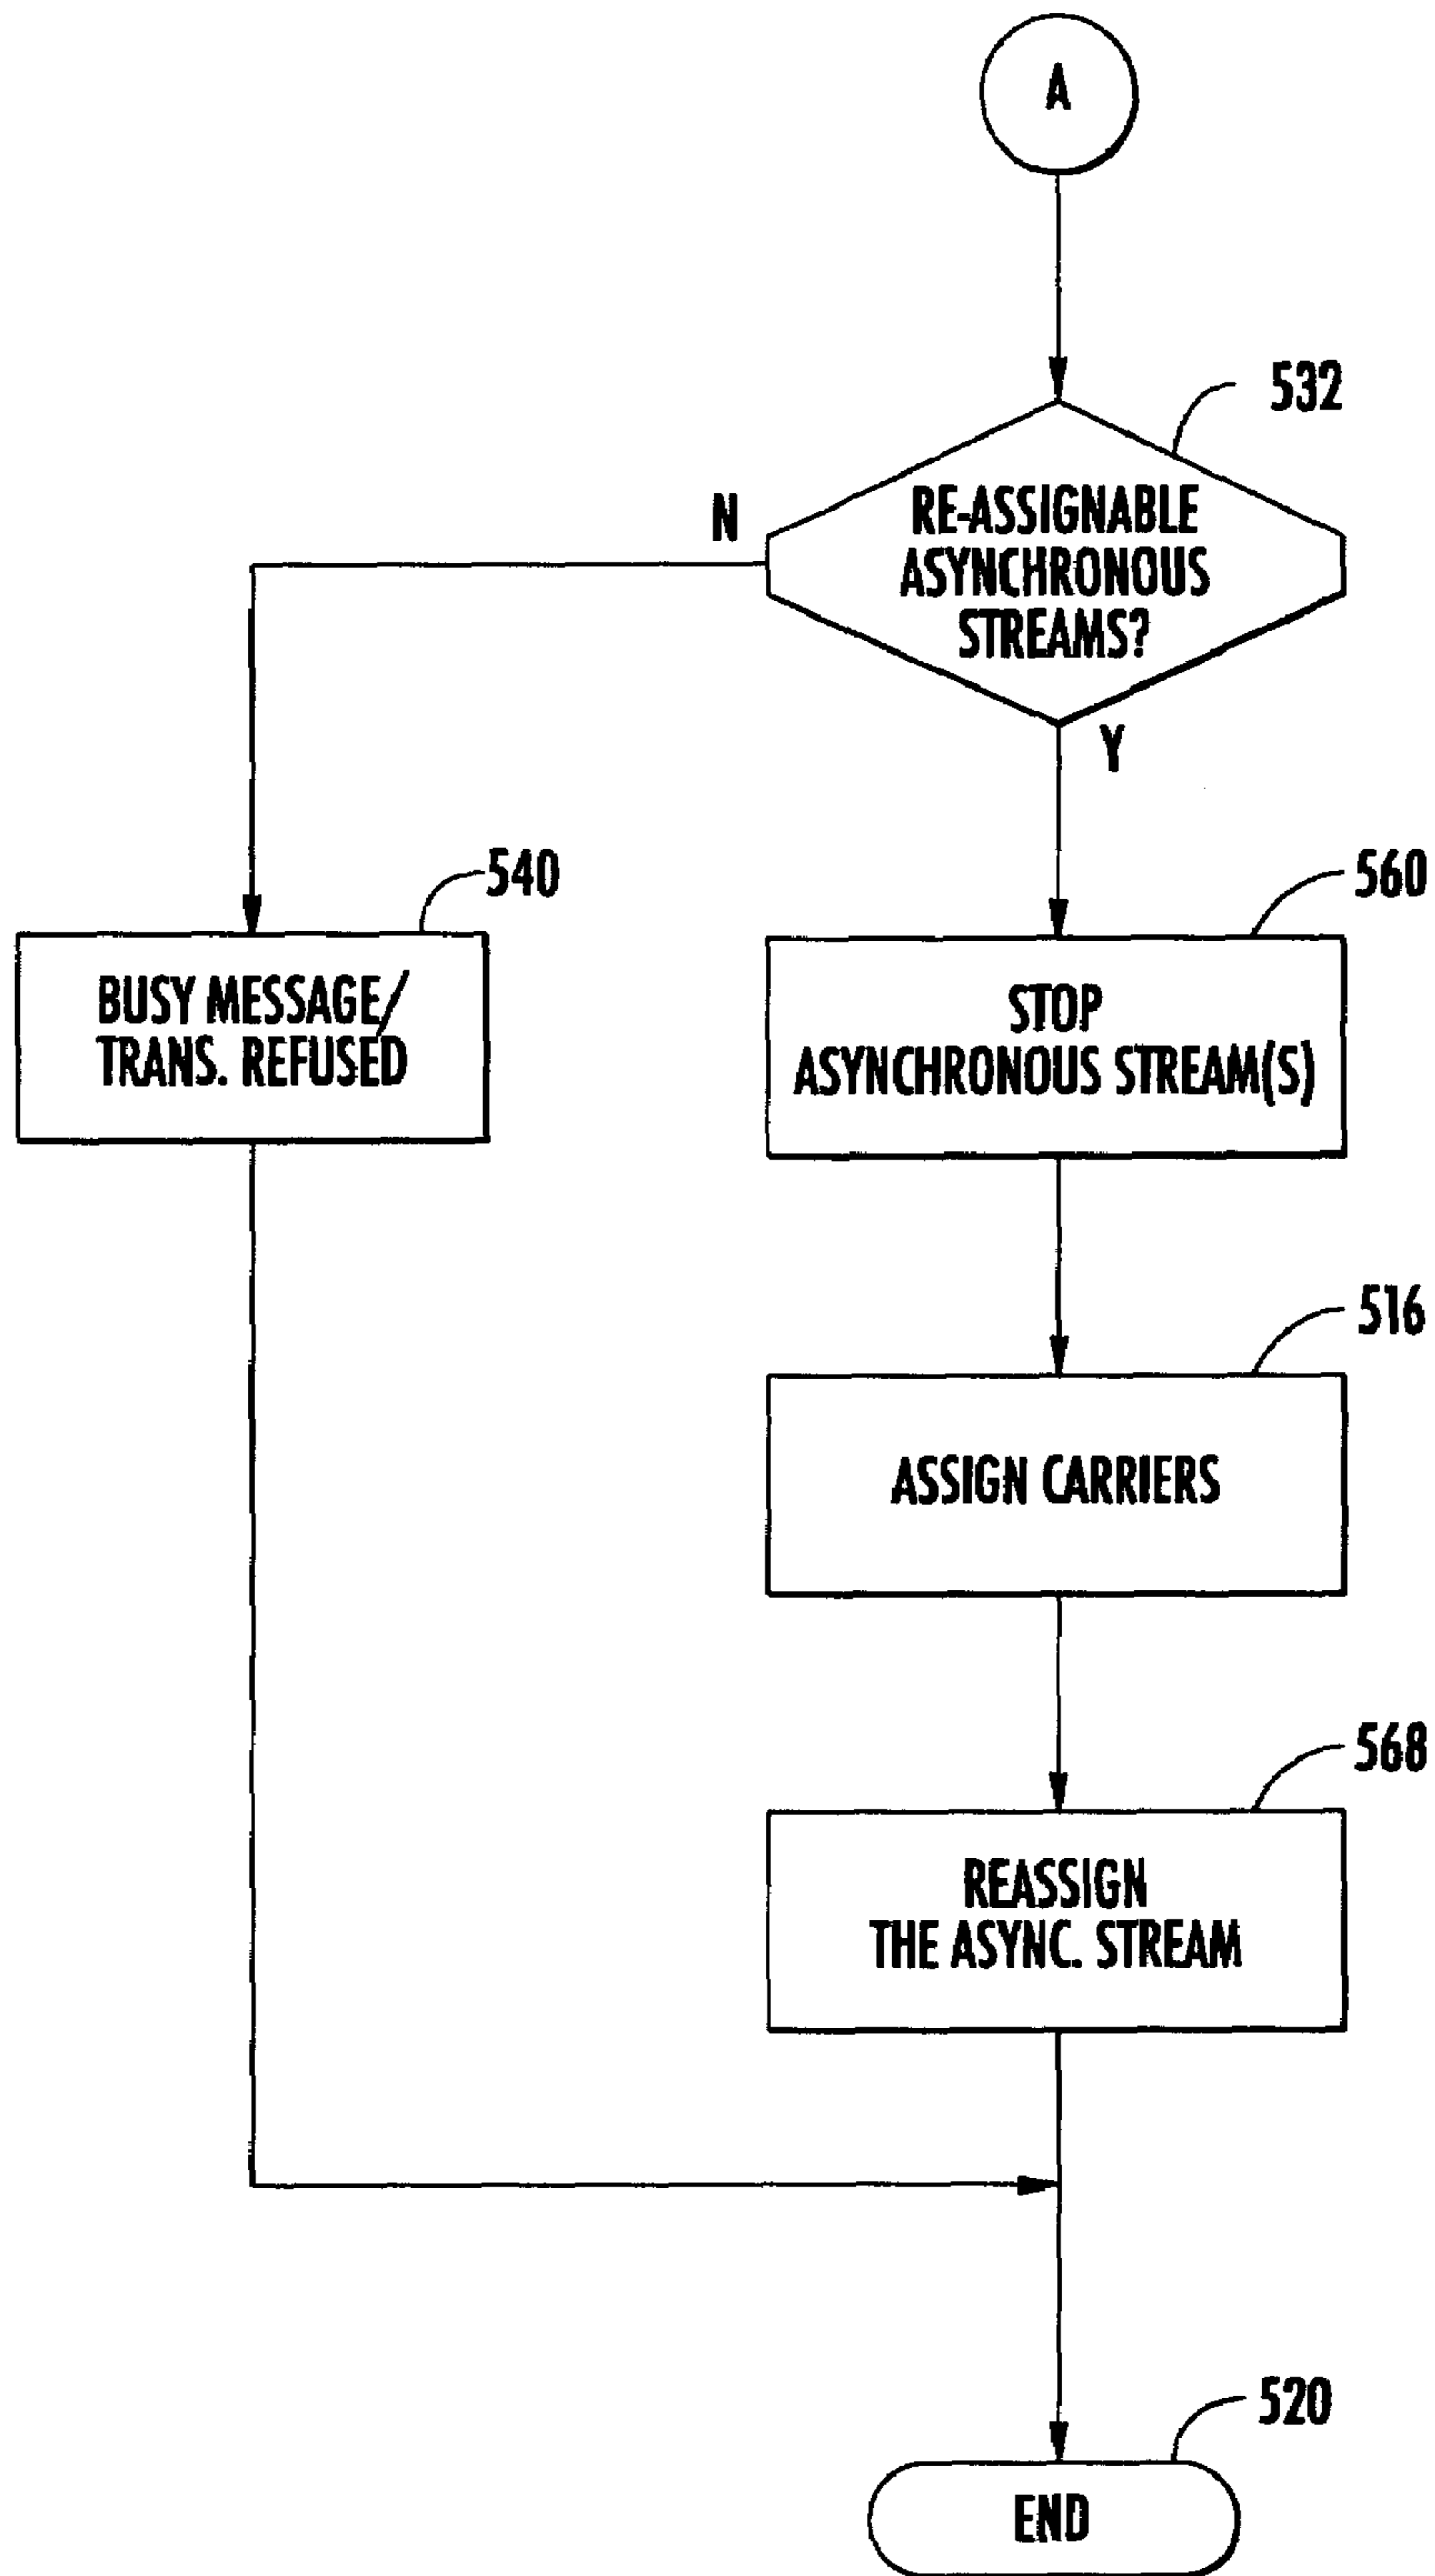 A
532
N
RE-ASSIGNABLE
ASYNCHRONOUS
STREAMS?
Y
540
BUSY MESSAGE/
TRANS. REFUSED
560
STOP
ASYNCHRONOUS STREAM(S)
516
ASSIGN CARRIERS
568
REASSIGN
THE ASYNC. STREAM
520
END